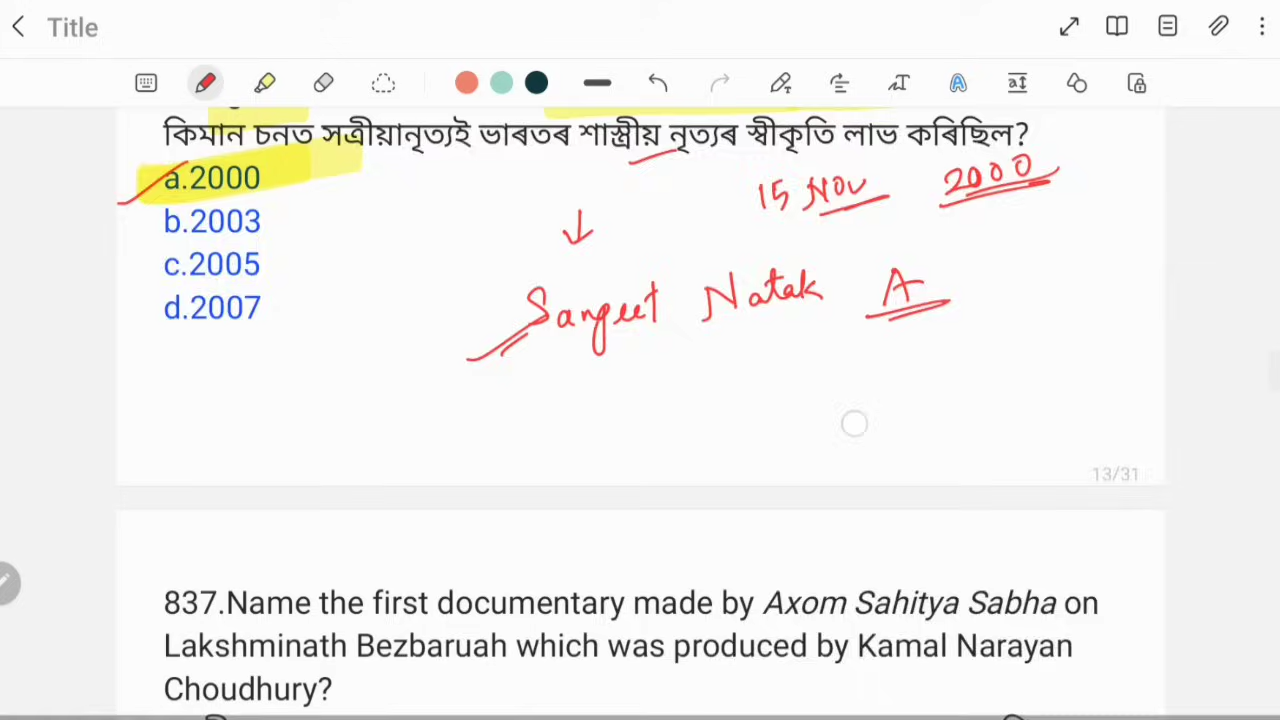 Title
কিমান চনত সত্ৰীয়ানৃত্যই ভাৰতৰ শাস্ত্ৰীয় নৃত্যৰ স্বীকৃতি লাভ কৰিছিল?
a.2000
15 Nov 2000
b.2003
c.2005
Sangeet Natak A
d.2007
13/31
837.Name the first documentary made by Axom Sahitya Sabha on
Lakshminath Bezbaruah which was produced by Kamal Narayan
Choudhury?